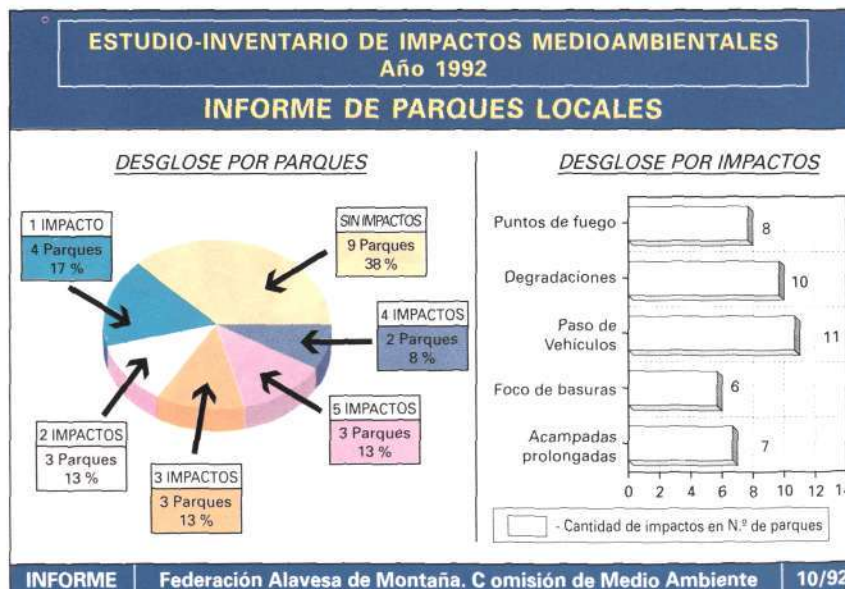 ESTUDIO-INVENTARIO DE IMPACTOS MEDIOAMBIENTALES
Año 1992
INFORME DE PARQUES LOCALES
DESGLOSE POR PARQUES
1 IMPACTO
4 Parques
17 %
SIN IMPACTOS
9 Parques
38 %
4 IMPACTOS
2 Parques
8 %
5 IMPACTOS
3 Parques
13 %
2 IMPACTOS
3 Parques
13 %
3 IMPACTOS
3 Parques
13 %
DESGLOSE POR IMPACTOS
Puntos de fuego
8
Degradaciones
10
Paso de
Vehículos
11
Foco de basuras
6
Acampadas
prolongadas
7
0 2 4 6 8 10 12 14
- Cantidad de impactos en N.º de parques
INFORME
Federación Alavesa de Montaña. C omisión de Medio Ambiente
10/92